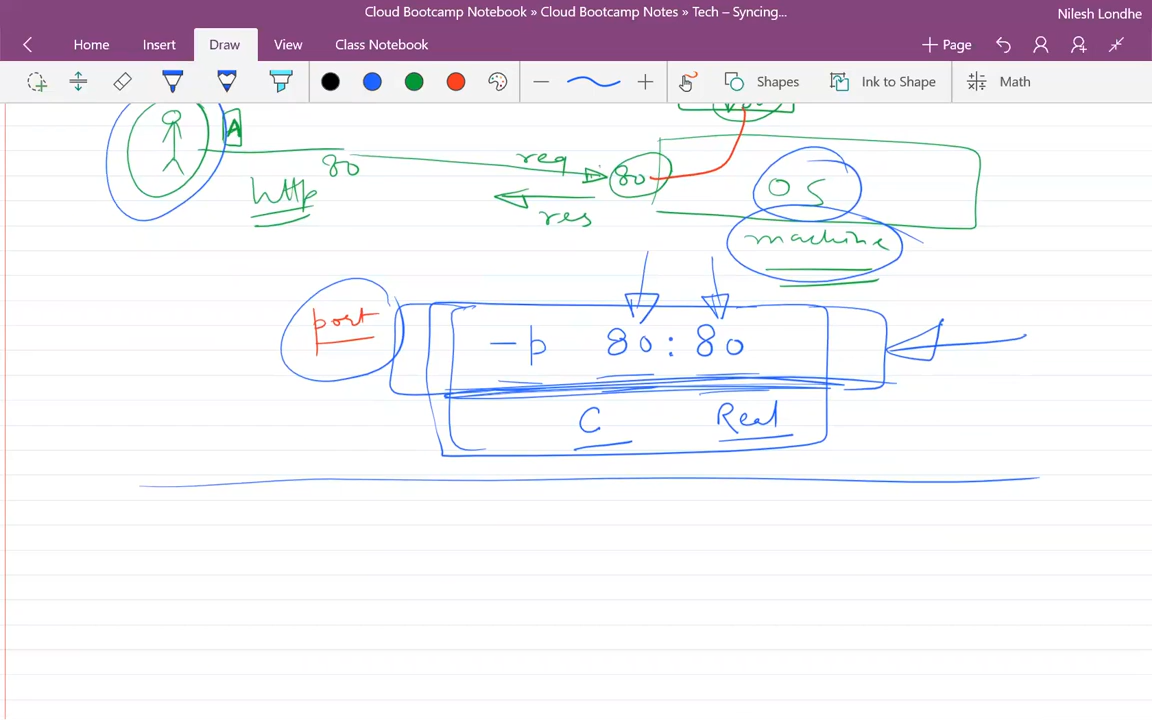 Cloud Bootcamp Notebook » Cloud Bootcamp Notes » Tech – Syncing...
Nilesh Londhe
Home Insert Draw View Class Notebook
Page
Shapes Ink to Shape Math
A
80 req 80 OS
http res
machine
port
-p 80:80
C Real